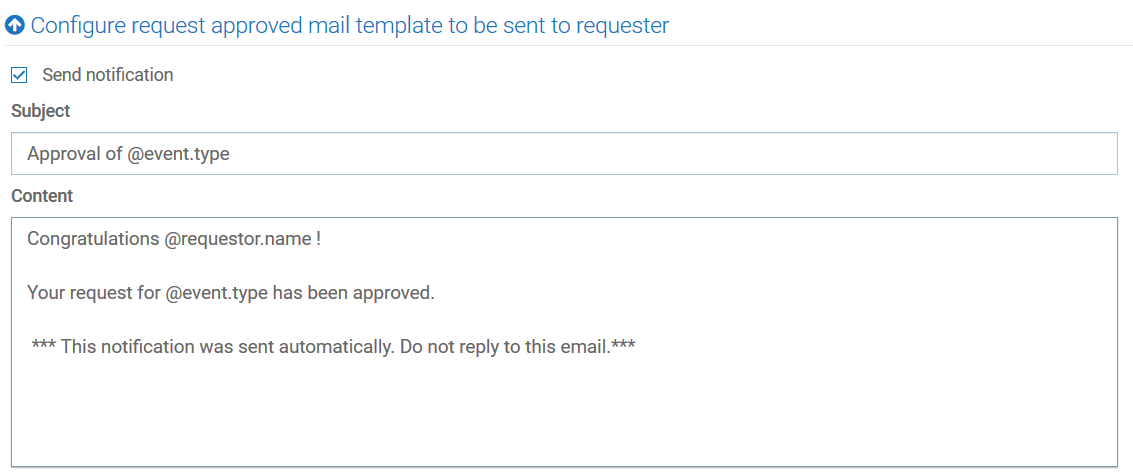 Configure request approved mail template to be sent to requester
Send notification
Subject
Approval of @event.type
Content
Congratulations @requestor.name !
Your request for @event.type has been approved.
*** This notification was sent automatically. Do not reply to this email.***